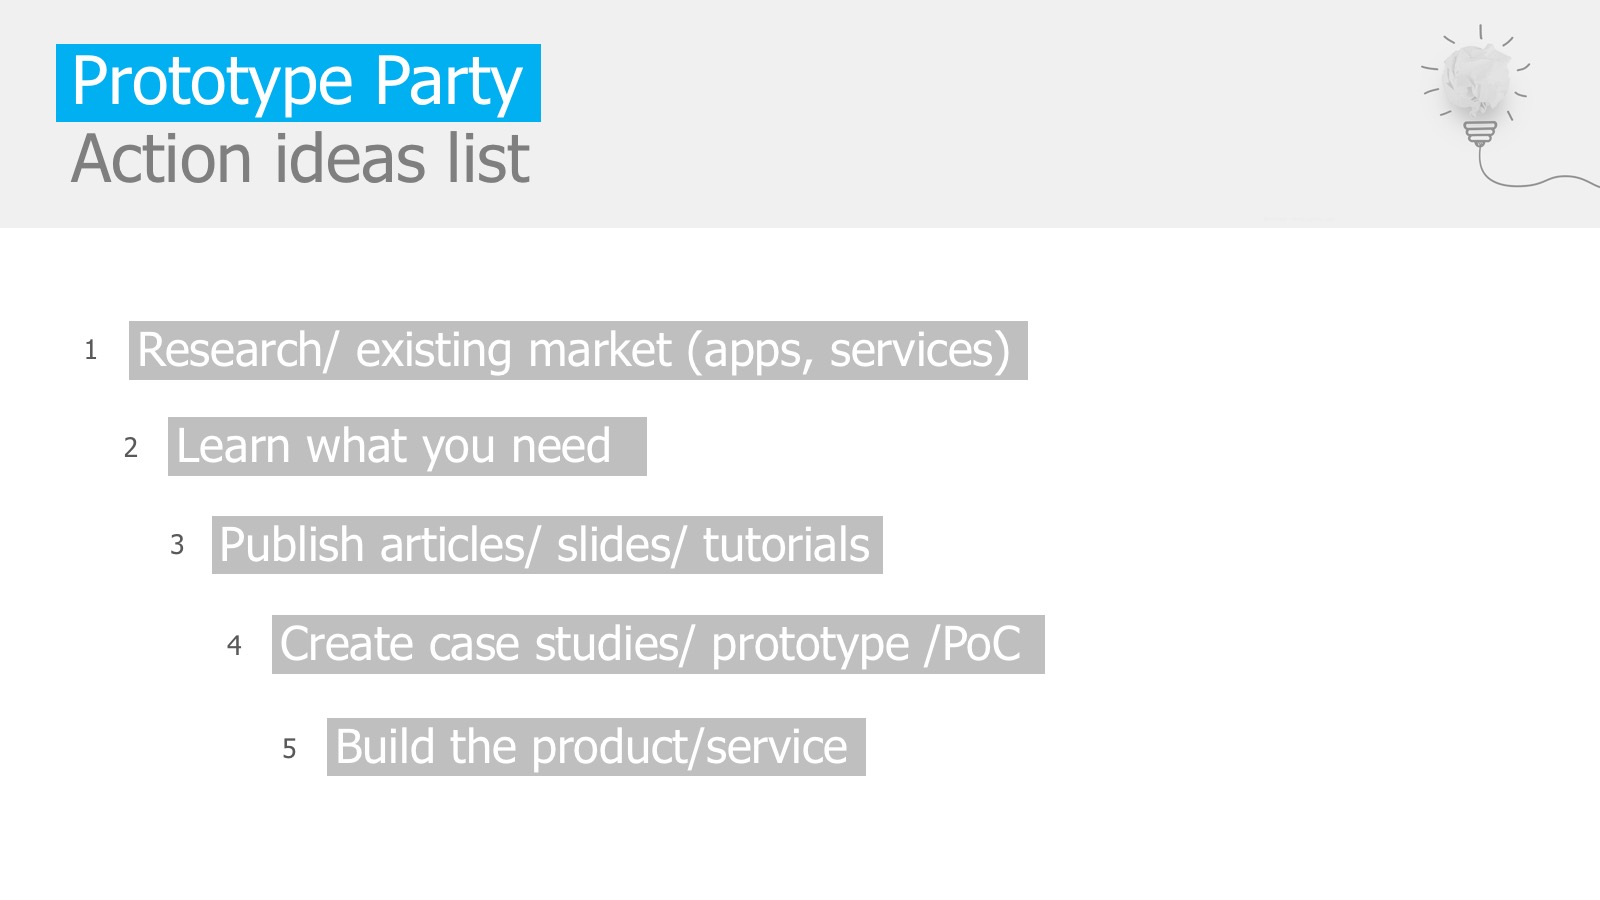 Prototype Party
Action ideas list
1 Research/ existing market (apps, services)
2 Learn what you need
3 Publish articles/ slides/ tutorials
4 Create case studies/ prototype /PoC
5 Build the product/service